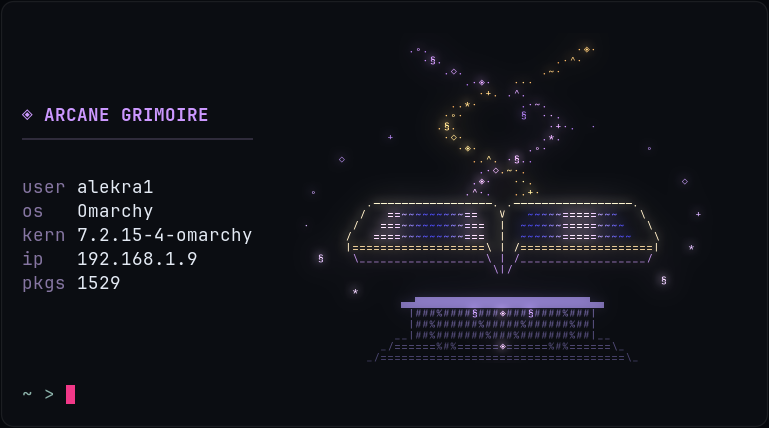 ◈ ARCANE GRIMOIRE
user alekra1
os Omarchy
kern 7.2.15-4-omarchy
ip 192.168.1.9
pkgs 1529
~ >